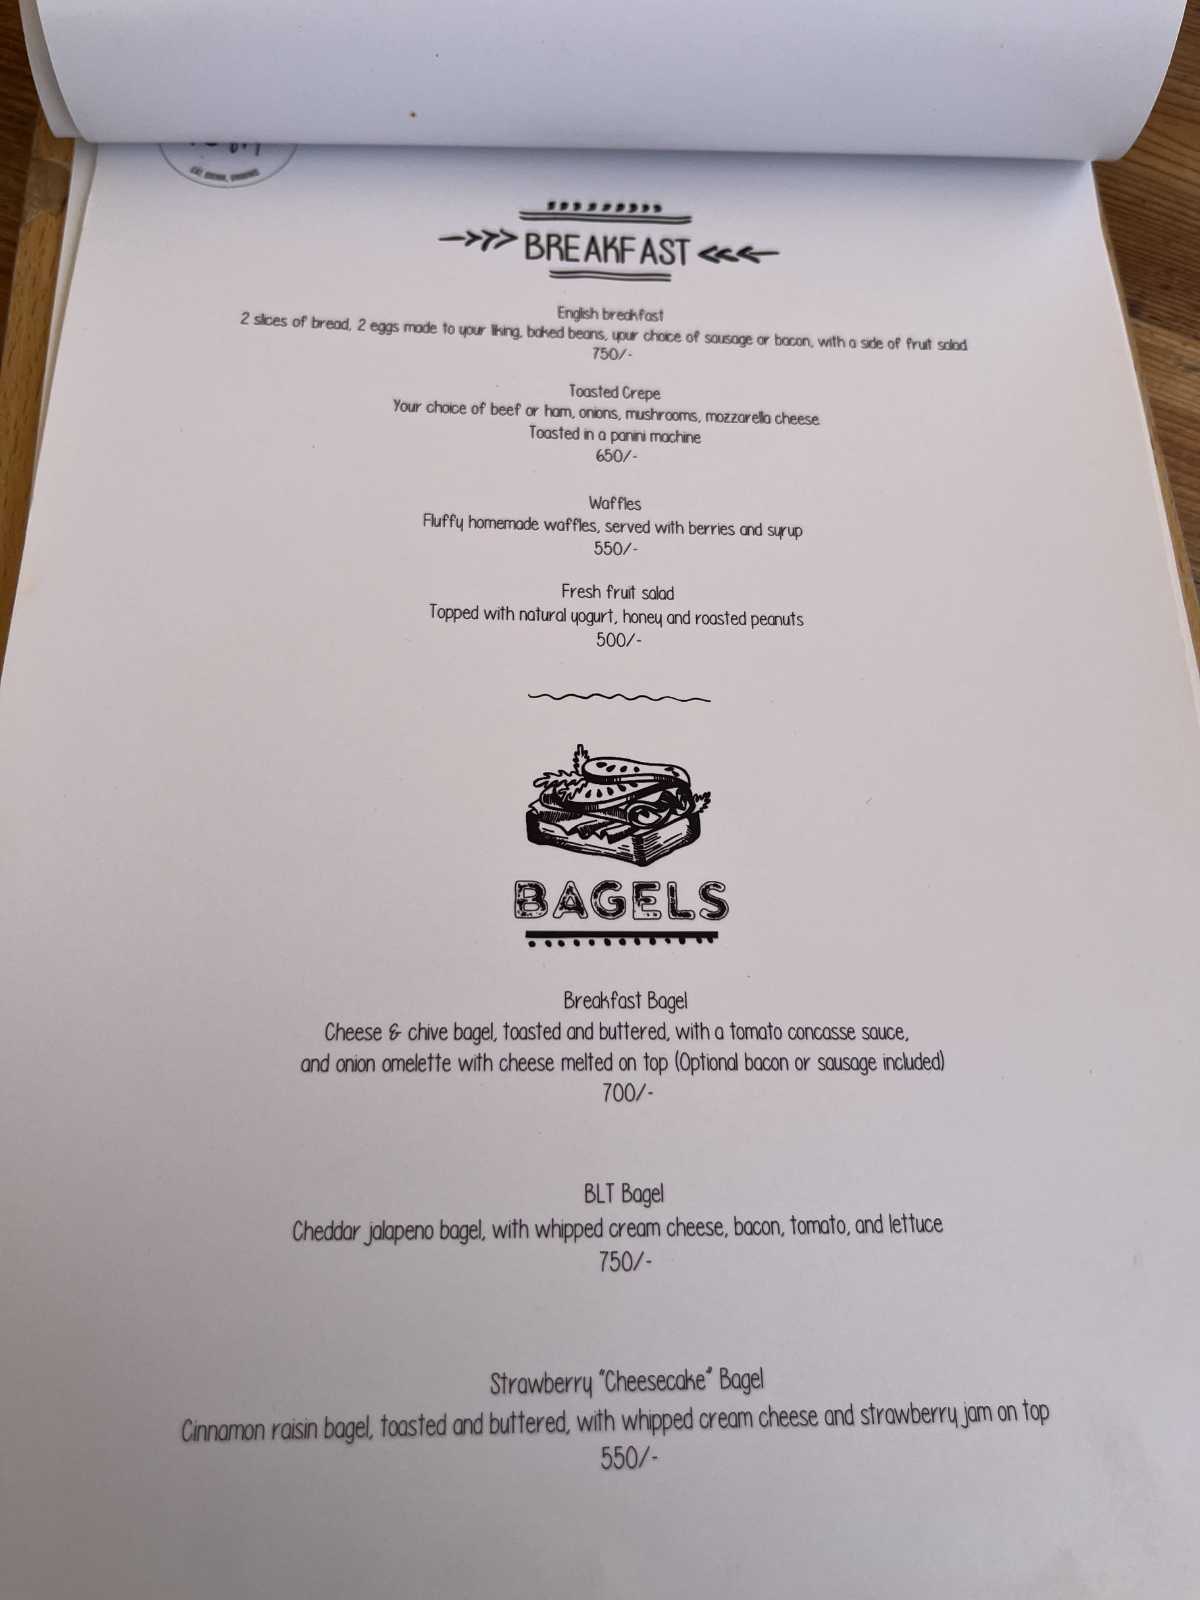 BREAKFAST
English breakfast
2 slices of bread, 2 eggs made to your liking, baked beans, your choice of sausage or bacon, with a side of fruit salad
750/-
Toasted Crepe
Your choice of beef or ham, onions, mushrooms, mozzarella cheese
Toasted in a panini machine
650/-
Waffles
Fluffy homemade waffles, served with berries and syrup
550/-
Fresh fruit salad
Topped with natural yogurt, honey and roasted peanuts
500/-
BAGELS
Breakfast Bagel
Cheese & chive bagel, toasted and buttered, with a tomato concasse sauce,
and onion omelette with cheese melted on top (Optional bacon or sausage included)
700/-
BLT Bagel
Cheddar jalapeno bagel, with whipped cream cheese, bacon, tomato, and lettuce
750/-
Strawberry "Cheesecake" Bagel
Cinnamon raisin bagel, toasted and buttered, with whipped cream cheese and strawberry jam on top
550/-